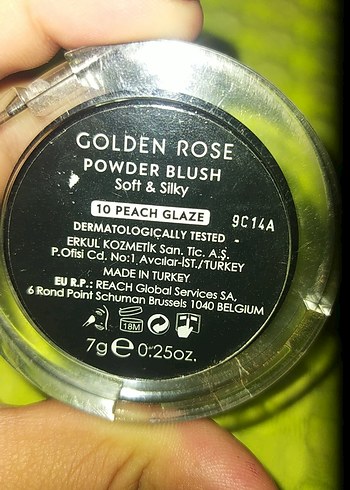 GOLDEN ROSE
POWDER BLUSH
Soft & Silky
10 PEACH GLAZE
9C14A
DERMATOLOGICALLY TESTED
ERKUL KOZMETİK San. Tic. A.Ş.
P.Ofisi Cd. No:1 Avcılar-İST./TURKEY
MADE IN TURKEY
EU R.P.: REACH Global Services SA,
6 Rond Point Schuman Brussels 1040 BELGIUM
18M
7g e 0.25oz.